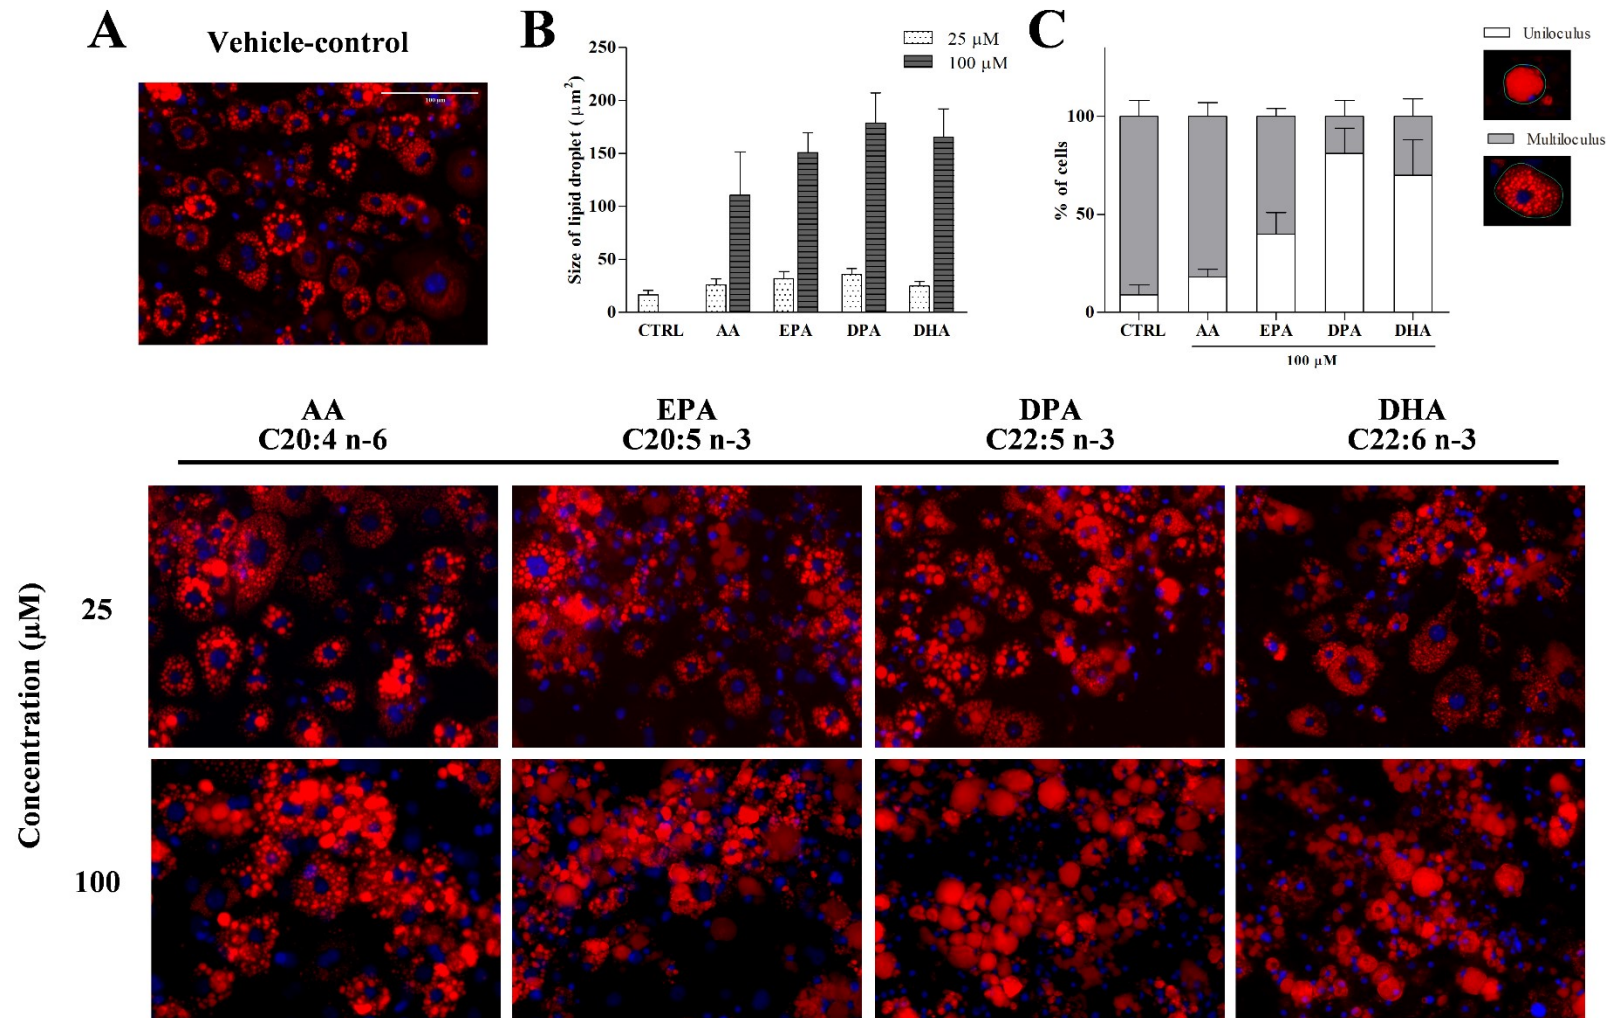 A
Vehicle-control
100 µm
B
25 µM
100 µM
Size of lipid droplet (µm²)
250
200
150
100
50
0
CTRL AA EPA DPA DHA
C
Uniloculus
Multiloculus
% of cells
100
50
0
CTRL AA EPA DPA DHA
100 µM
AA EPA DPA DHA
C20:4 n-6 C20:5 n-3 C22:5 n-3 C22:6 n-3
Concentration (µM)
25
100